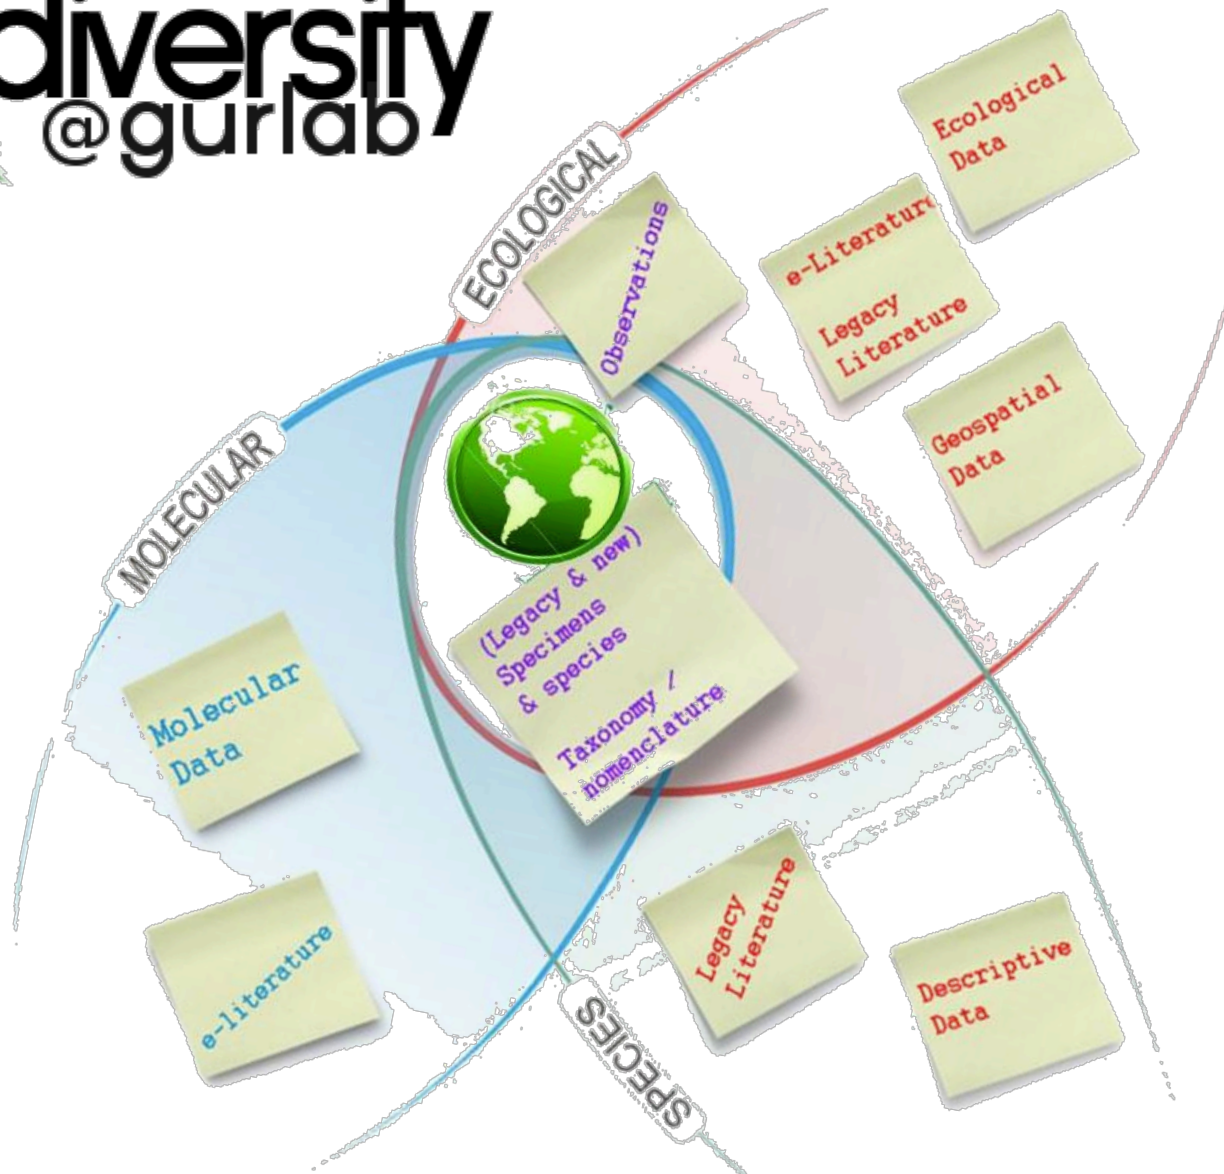 diversity
@gurlab
ECOLOGICAL
Ecological
Data
Observations
e-Literature
Legacy
Literature
Geospatial
Data
MOLECULAR
(Legacy & new)
Specimens
& species
Taxonomy /
nomenclature
Molecular
Data
e-literature
Legacy
Literature
Descriptive
Data
SPECIES